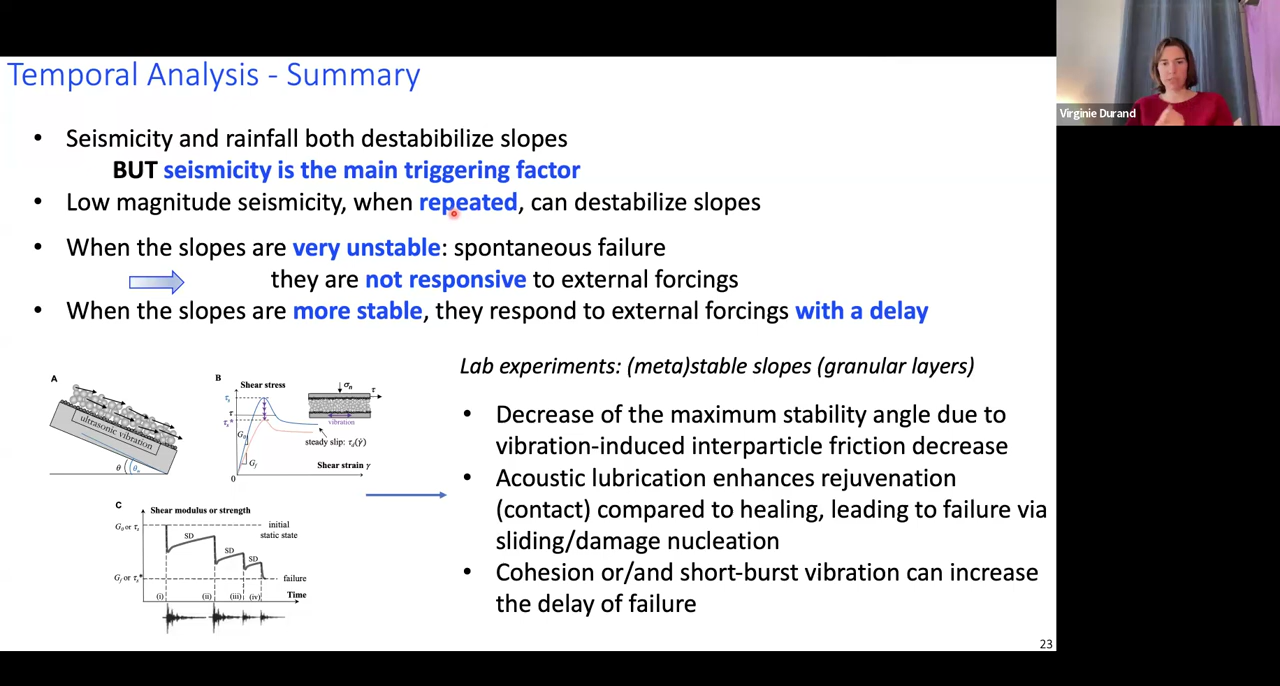 Temporal Analysis - Summary
Virginie Durand
• Seismicity and rainfall both destabibilize slopes
BUT seismicity is the main triggering factor
• Low magnitude seismicity, when repeated, can destabilize slopes
• When the slopes are very unstable: spontaneous failure
they are not responsive to external forcings
• When the slopes are more stable, they respond to external forcings with a delay
Lab experiments: (meta)stable slopes (granular layers)
• Decrease of the maximum stability angle due to
vibration-induced interparticle friction decrease
• Acoustic lubrication enhances rejuvenation
(contact) compared to healing, leading to failure via
sliding/damage nucleation
• Cohesion or/and short-burst vibration can increase
the delay of failure
A
ultrasonic vibration
θ
B
Shear stress
τ
G₀
G_f
0
σₙ
τ
vibration
steady slip: τ_d(γ̇)
Shear strain γ
C
Shear modulus or strength
initial
static state
SD
SD
SD
failure
Time
(i)
(ii)
(iii)
(iv)
23